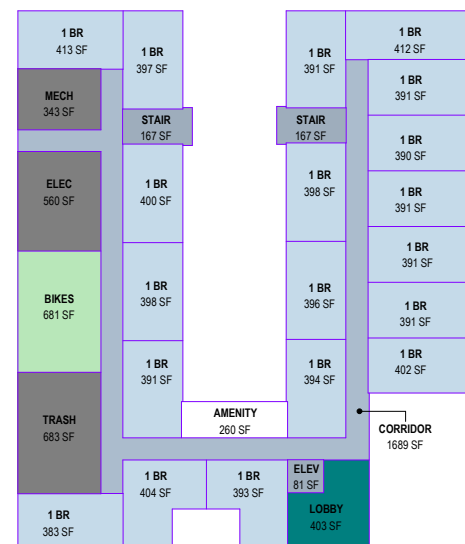 1 BR
413 SF
1 BR
397 SF
1 BR
391 SF
1 BR
412 SF
MECH
343 SF
1 BR
391 SF
STAIR
167 SF
STAIR
167 SF
1 BR
390 SF
ELEC
560 SF
1 BR
400 SF
1 BR
398 SF
1 BR
391 SF
1 BR
391 SF
BIKES
681 SF
1 BR
398 SF
1 BR
396 SF
1 BR
391 SF
1 BR
391 SF
1 BR
394 SF
1 BR
402 SF
TRASH
683 SF
AMENITY
260 SF
CORRIDOR
1689 SF
1 BR
404 SF
1 BR
393 SF
ELEV
81 SF
LOBBY
403 SF
1 BR
383 SF